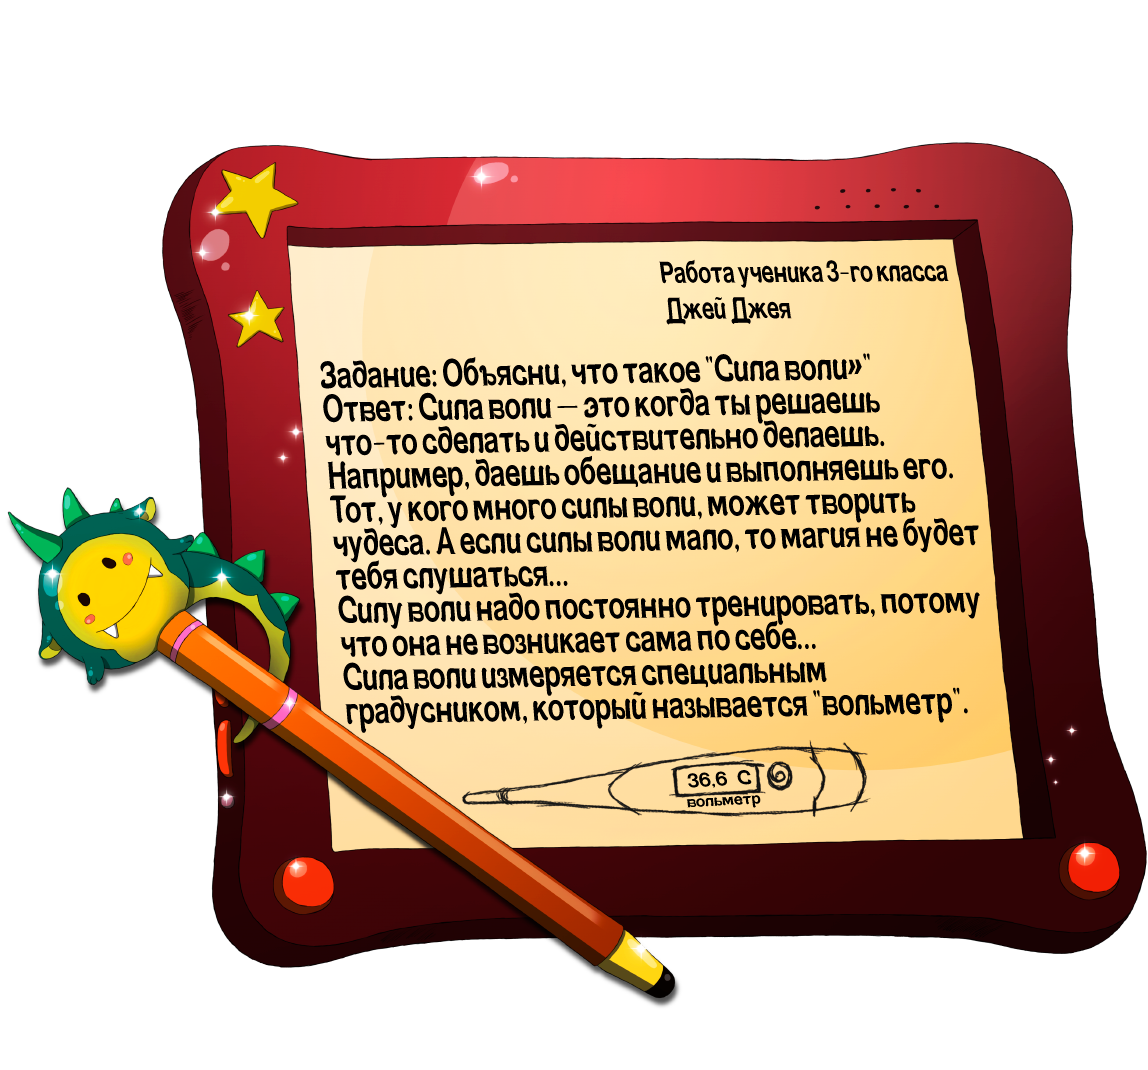 Работа ученика 3-го класса
Джей Джея
Задание: Объясни, что такое "Сила воли»"
Ответ: Сила воли — это когда ты решаешь
что-то сделать и действительно делаешь.
Например, даешь обещание и выполняешь его.
Тот, у кого много силы воли, может творить
чудеса. А если силы воли мало, то магия не будет
тебя слушаться...
Силу воли надо постоянно тренировать, потому
что она не возникает сама по себе...
Сила воли измеряется специальным
градусником, который называется "вольметр".
36,6 С
вольметр